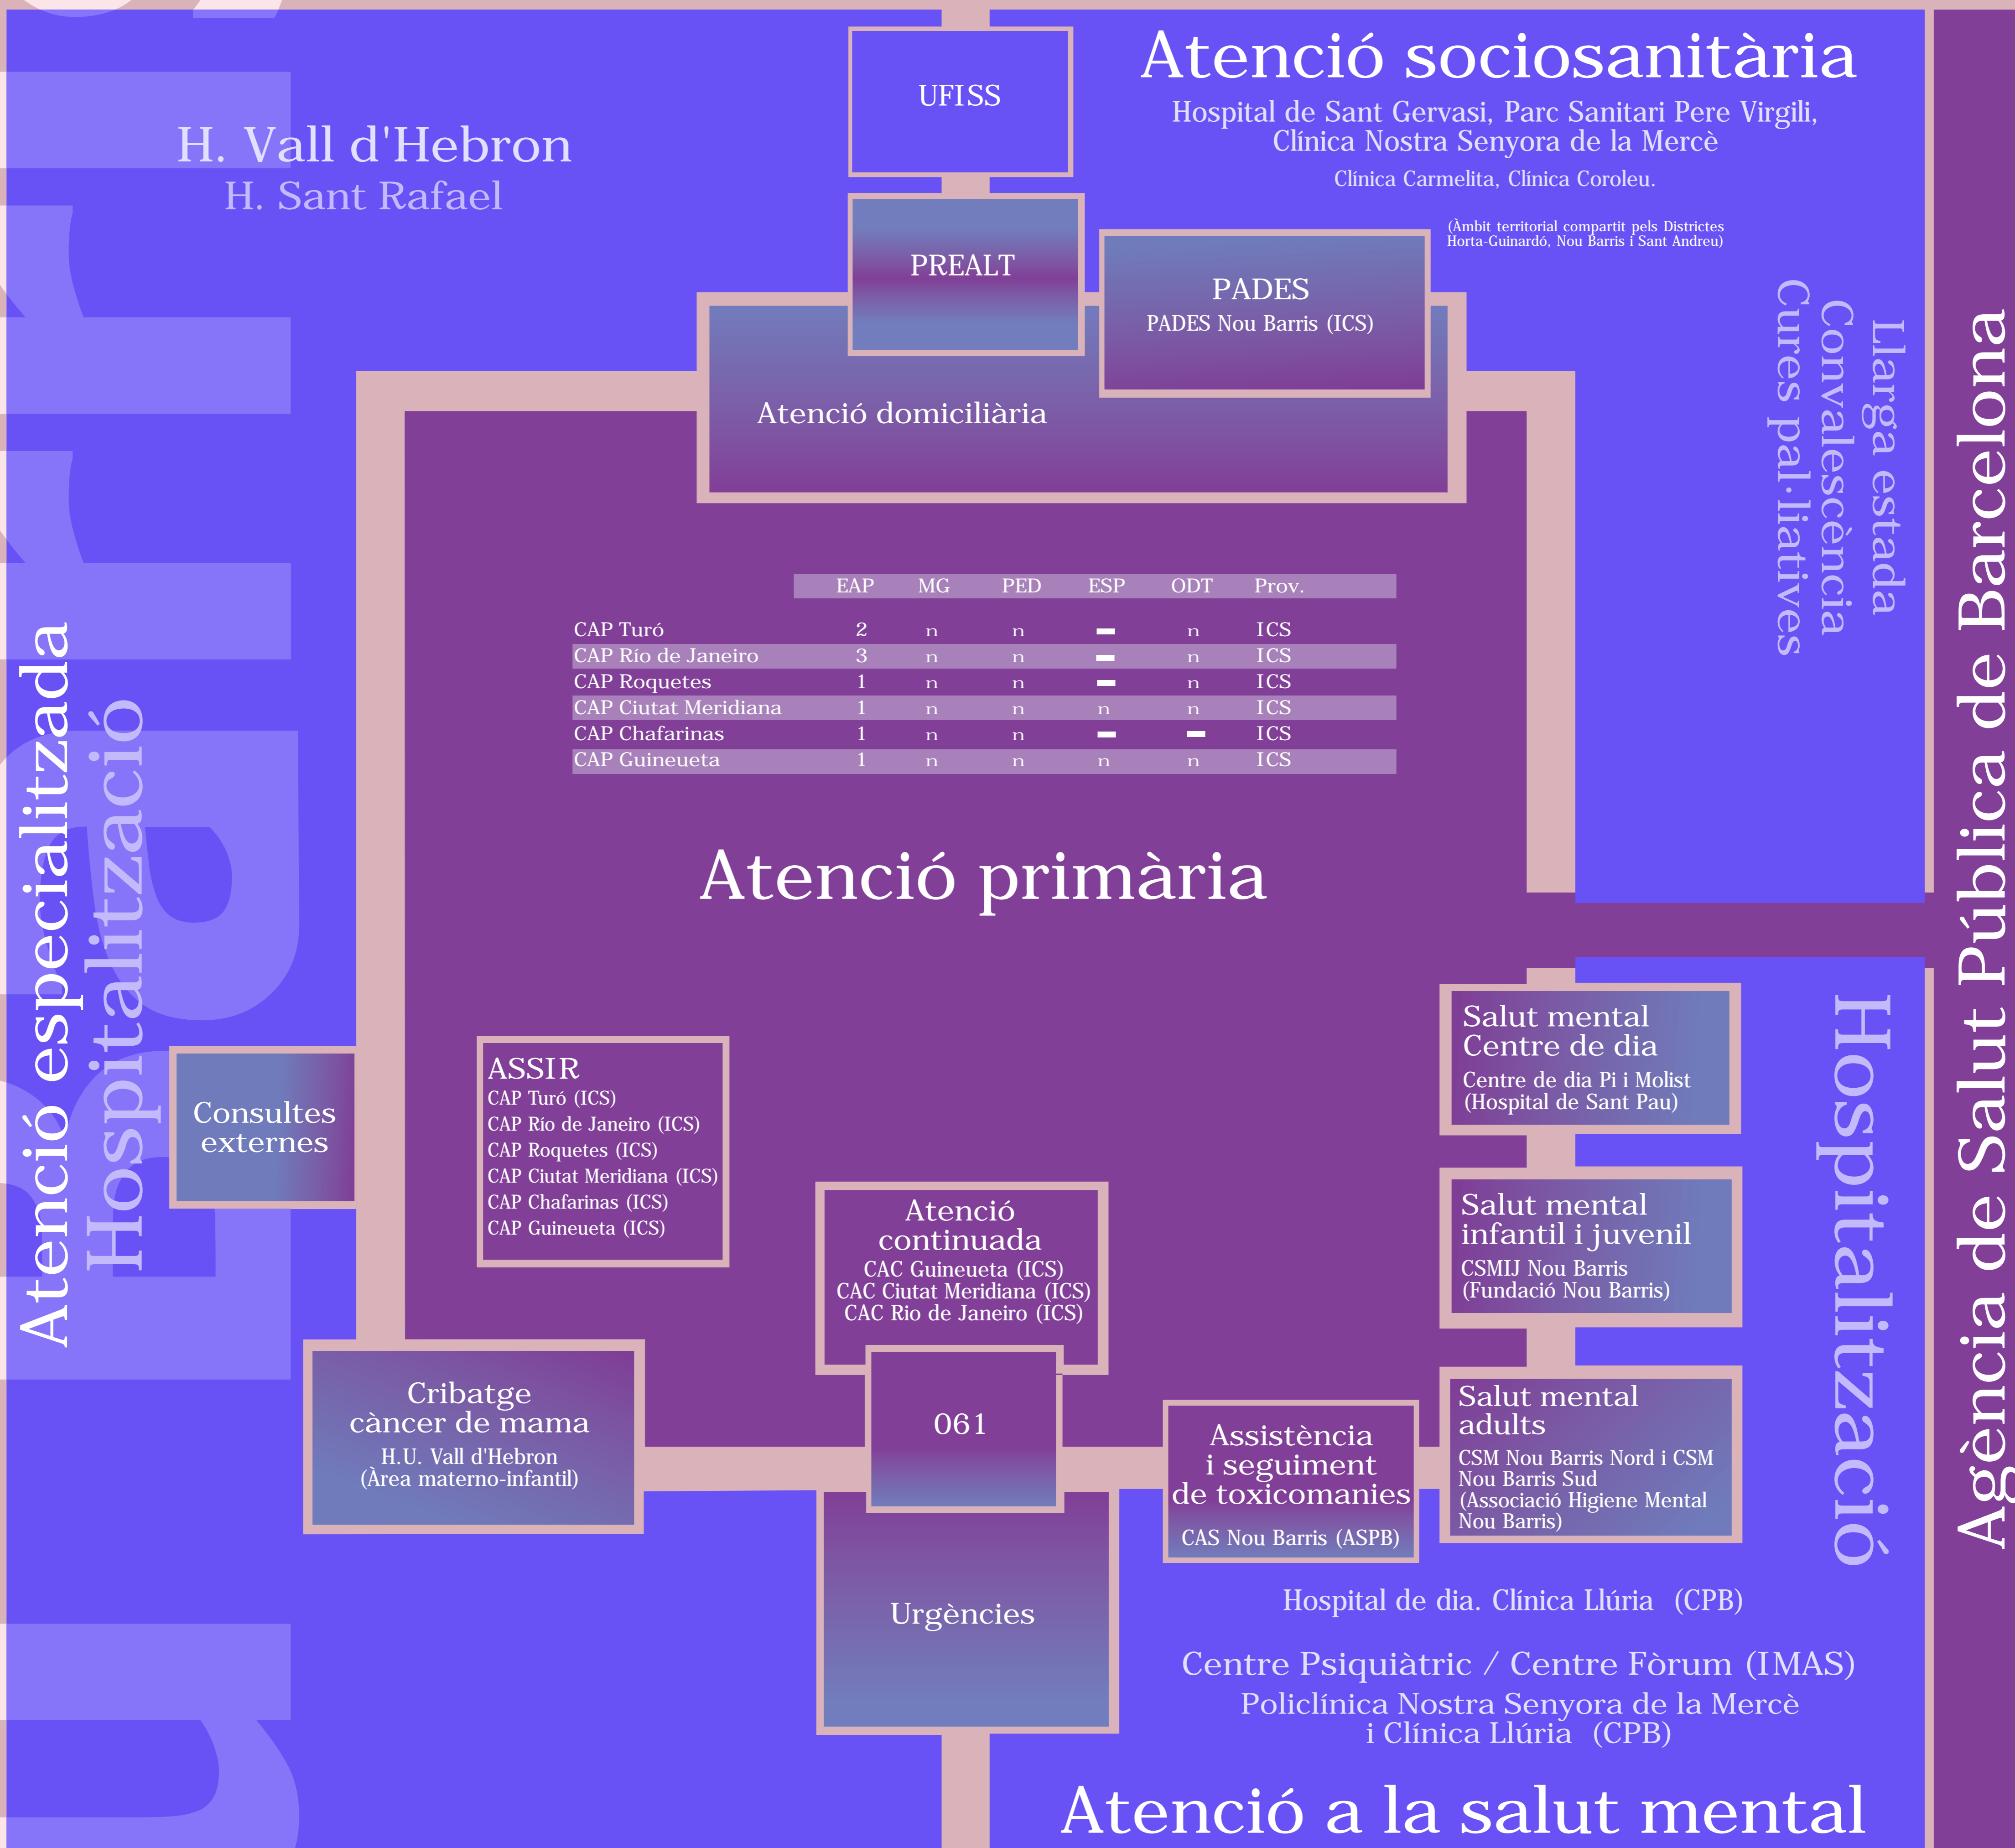 UFISS
Atenció sociosanitària
Hospital de Sant Gervasi, Parc Sanitari Pere Virgili,
Clínica Nostra Senyora de la Mercè
Clínica Carmelita, Clínica Coroleu.
(Àmbit territorial compartit pels Districtes
Horta-Guinardó, Nou Barris i Sant Andreu)
H. Vall d'Hebron
H. Sant Rafael
PREALT
PADES
PADES Nou Barris (ICS)
Atenció domiciliària
Llarga estada
Convalescència
Cures pal·liatives
Agència de Salut Pública de Barcelona
Atenció especialitzada
Hospitalització
EAP MG PED ESP ODT Prov.
CAP Turó 2 n n - n ICS
CAP Río de Janeiro 3 n n - n ICS
CAP Roquetes 1 n n - n ICS
CAP Ciutat Meridiana 1 n n n n ICS
CAP Chafarinas 1 n n - - ICS
CAP Guineueta 1 n n n n ICS
Atenció primària
Consultes
externes
ASSIR
CAP Turó (ICS)
CAP Río de Janeiro (ICS)
CAP Roquetes (ICS)
CAP Ciutat Meridiana (ICS)
CAP Chafarinas (ICS)
CAP Guineueta (ICS)
Atenció
continuada
CAC Guineueta (ICS)
CAC Ciutat Meridiana (ICS)
CAC Rio de Janeiro (ICS)
Salut mental
Centre de dia
Centre de dia Pi i Molist
(Hospital de Sant Pau)
Salut mental
infantil i juvenil
CSMIJ Nou Barris
(Fundació Nou Barris)
Salut mental
adults
CSM Nou Barris Nord i CSM
Nou Barris Sud
(Associació Higiene Mental
Nou Barris)
Hospitalització
Cribatge
càncer de mama
H.U. Vall d'Hebron
(Àrea materno-infantil)
061
Assistència
i seguiment
de toxicomanies
CAS Nou Barris (ASPB)
Urgències
Hospital de dia. Clínica Llúria (CPB)
Centre Psiquiàtric / Centre Fòrum (IMAS)
Policlínica Nostra Senyora de la Mercè
i Clínica Llúria (CPB)
Atenció a la salut mental